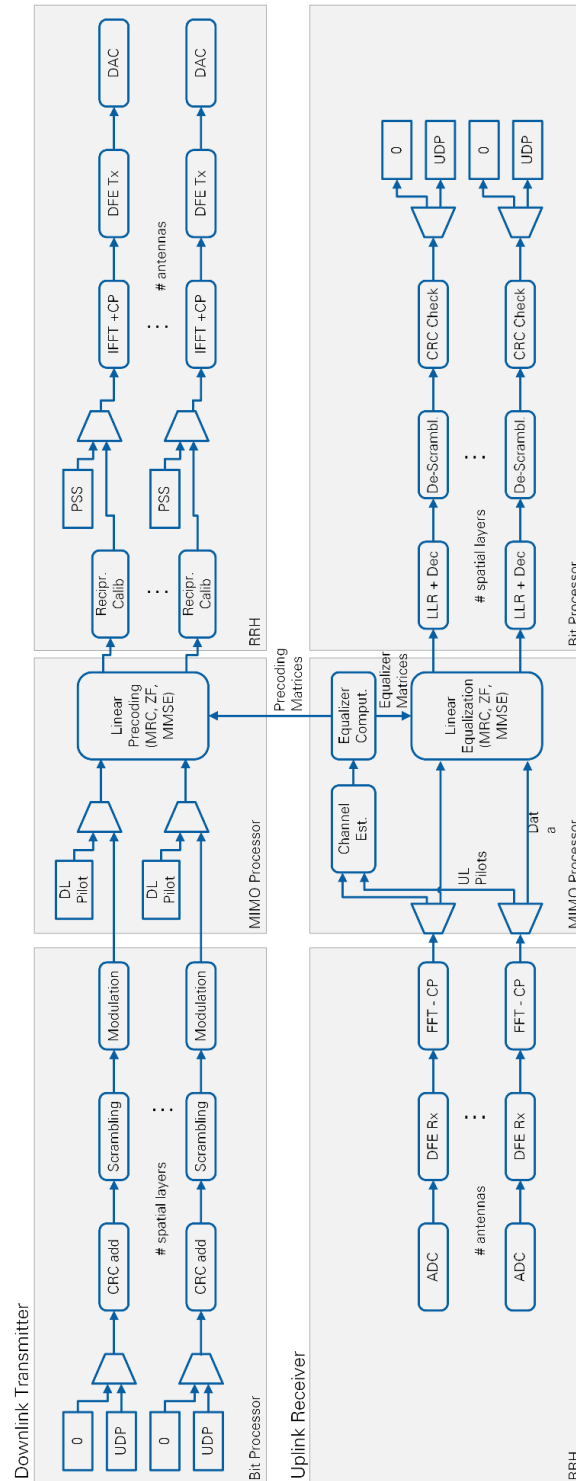 Downlink Transmitter
0
UDP
CRC add
Scrambling
Modulation
0
UDP
CRC add
Scrambling
Modulation
# spatial layers
...
Bit Processor
DL
Pilot
DL
Pilot
Linear
Precoding
(MRC, ZF,
MMSE)
MIMO Processor
Recipr.
Calib
PSS
IFFT +CP
DFE Tx
DAC
...
...
# antennas
Recipr.
Calib
PSS
IFFT +CP
DFE Tx
DAC
RRH
Precoding
Matrices
Uplink Receiver
ADC
DFE Rx
FFT - CP
# antennas
...
ADC
DFE Rx
FFT - CP
RRH
Channel
Est.
Equalizer
Comput.
Equalizer
Matrices
UL
Pilots
Dat
a
Linear
Equalization
(MRC, ZF,
MMSE)
MIMO Processor
LLR + Dec
De-Scrambl.
CRC Check
0
UDP
# spatial layers
...
LLR + Dec
De-Scrambl.
CRC Check
0
UDP
Bit Processor